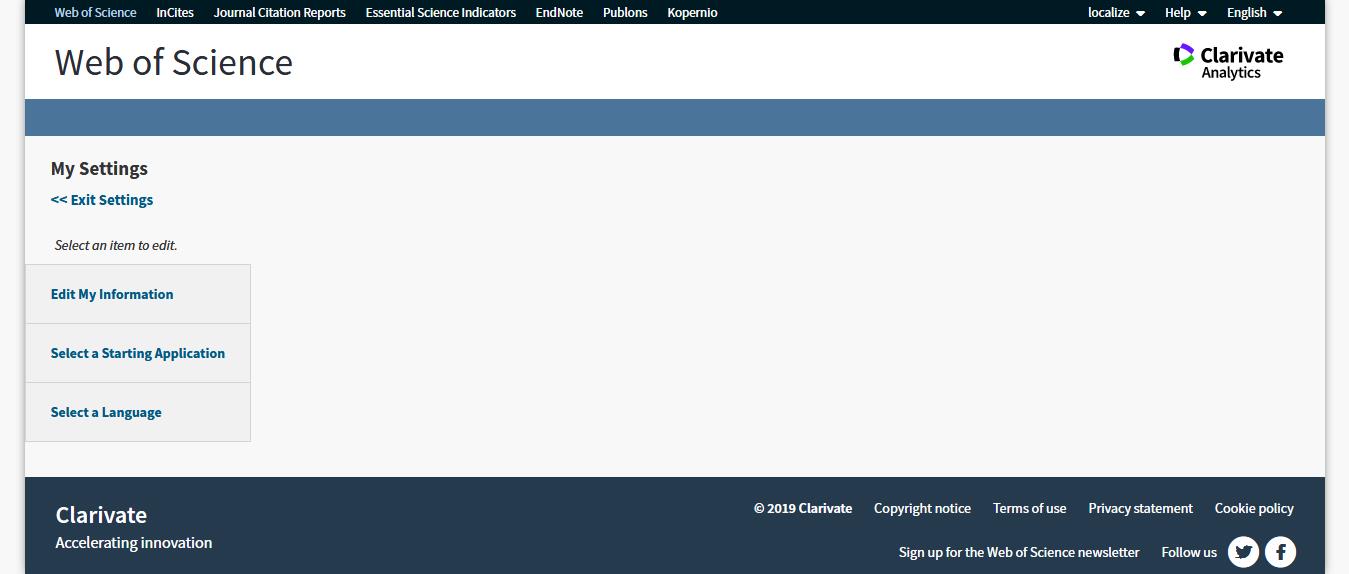 Web of Science InCites Journal Citation Reports Essential Science Indicators EndNote Publons Kopernio localize Help English
Web of Science
Clarivate
Analytics
My Settings
<< Exit Settings
Select an item to edit.
Edit My Information
Select a Starting Application
Select a Language
Clarivate
Accelerating innovation
© 2019 Clarivate Copyright notice Terms of use Privacy statement Cookie policy
Sign up for the Web of Science newsletter Follow us